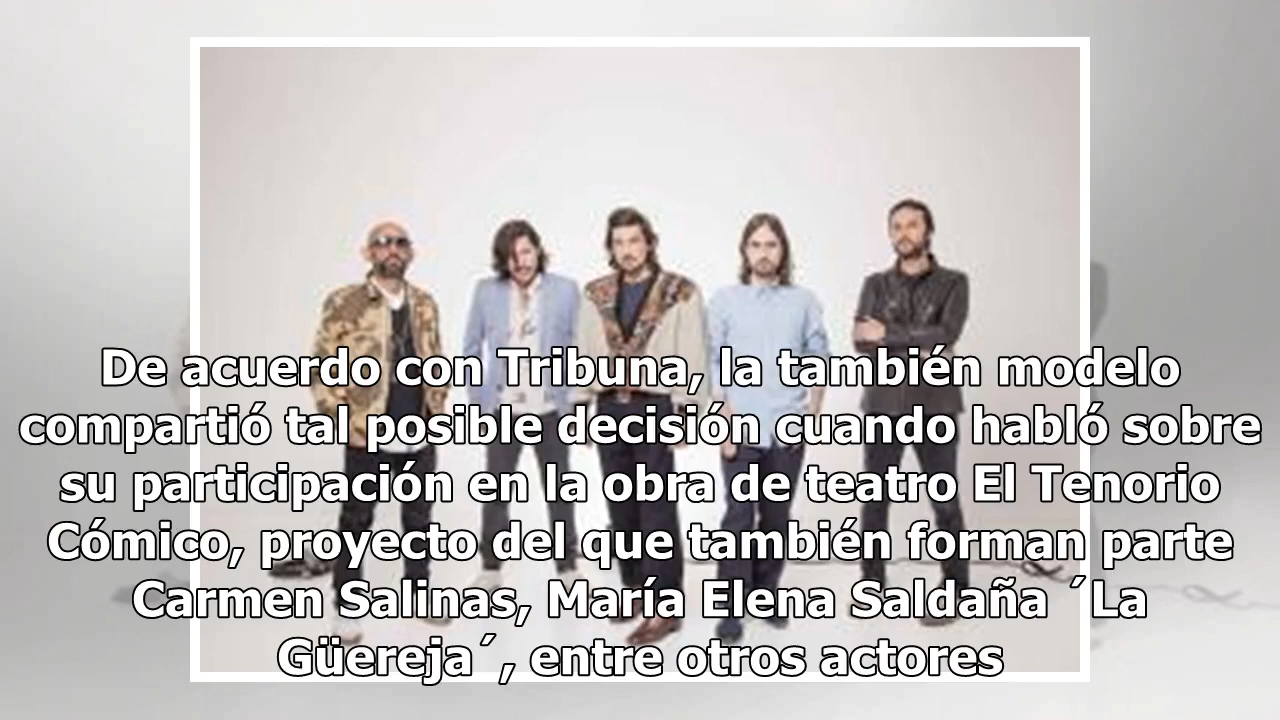 De acuerdo con Tribuna, la también modelo
compartió tal posible decisión cuando habló sobre
su participación en la obra de teatro El Tenorio
Cómico, proyecto del que también forman parte
Carmen Salinas, María Elena Saldaña ´La
Güereja´, entre otros actores